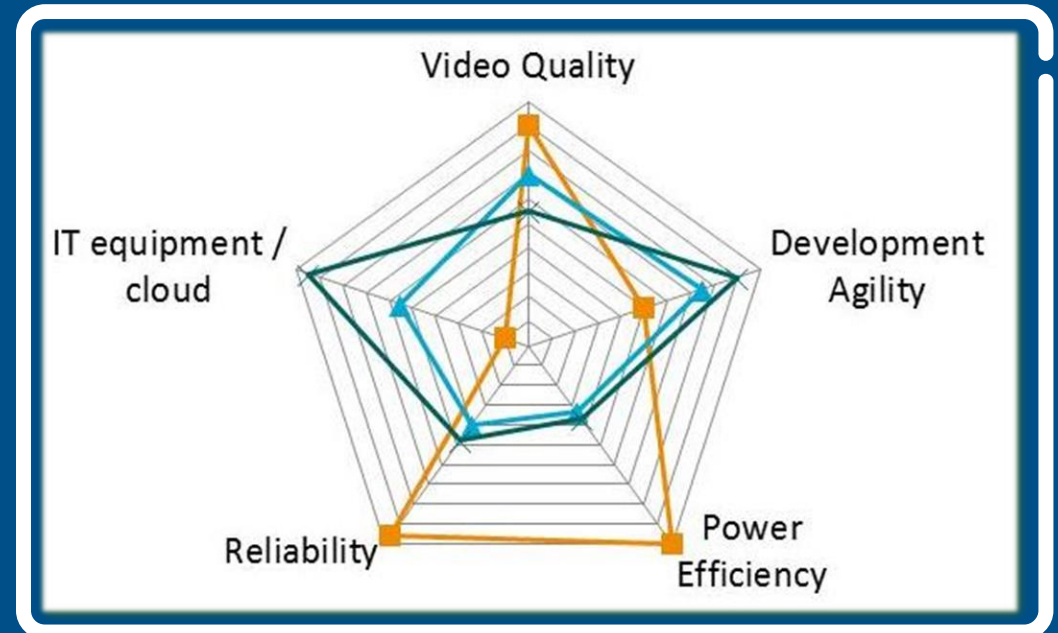 Video Quality
IT equipment /
cloud
Development
Agility
Reliability
Power
Efficiency